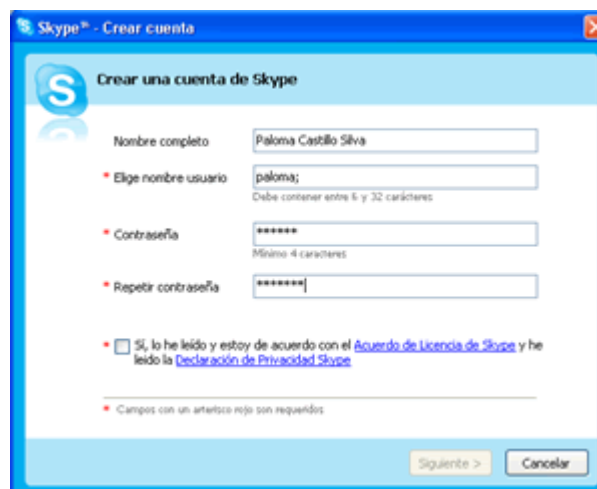 Skype™ - Crear cuenta
S
Crear una cuenta de Skype
Nombre completo
Paloma Castillo Silva
* Elige nombre usuario
paloma;
Debe contener entre 6 y 32 carácteres
* Contraseña
******
Mínimo 4 caracteres
* Repetir contraseña
*******
* Sí, lo he leído y estoy de acuerdo con el Acuerdo de Licencia de Skype y he
leido la Declaración de Privacidad Skype
* Campos con un arterisco rojo son requeridos
Siguiente >
Cancelar